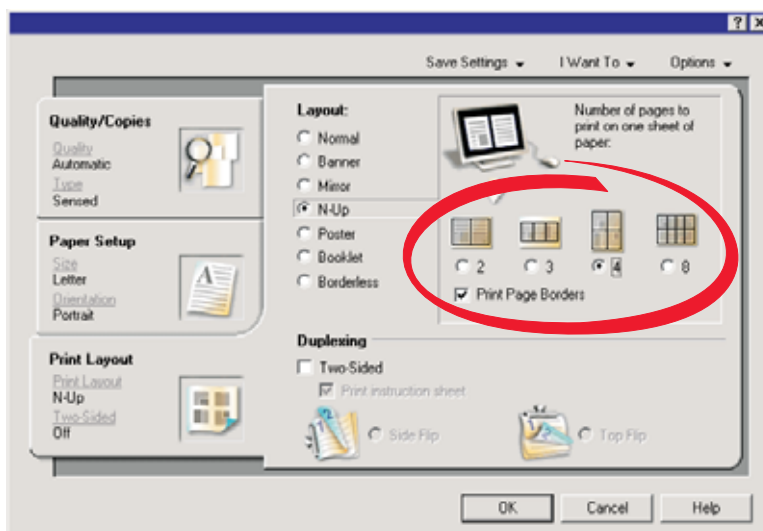 ? X
Save Settings I Want To Options
Quality/Copies
Quality
Automatic
Type
Sensed
Paper Setup
Size
Letter
Orientation
Portrait
Print Layout
Print Layout
N-Up
Two-Sided
Off
Layout:
Normal
Banner
Mirror
N-Up
Poster
Booklet
Borderless
Number of pages to
print on one sheet of
paper:
2 3 4 8
Print Page Borders
Duplexing
Two-Sided
Print instruction sheet
Side Flip
Top Flip
OK Cancel Help